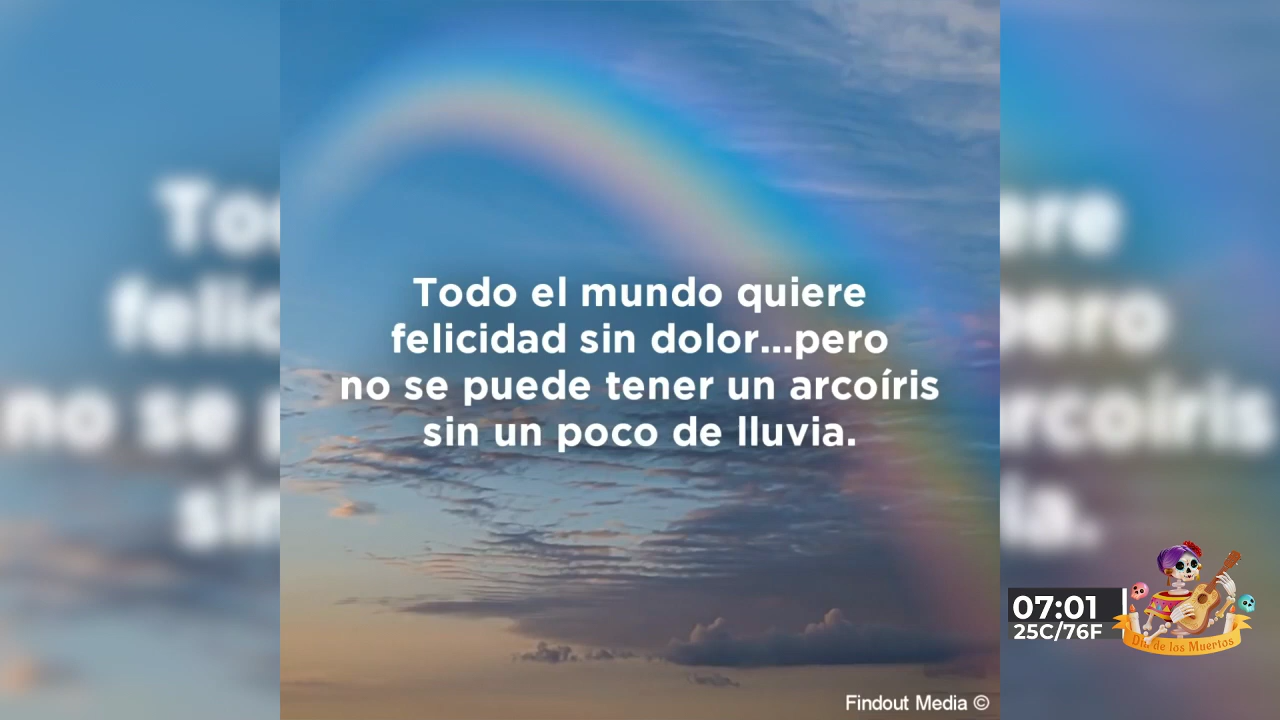 Todo el mundo quiere
felicidad sin dolor...pero
no se puede tener un arcoíris
sin un poco de lluvia.
07:01
25C/76F
Día de los Muertos
Findout Media ©